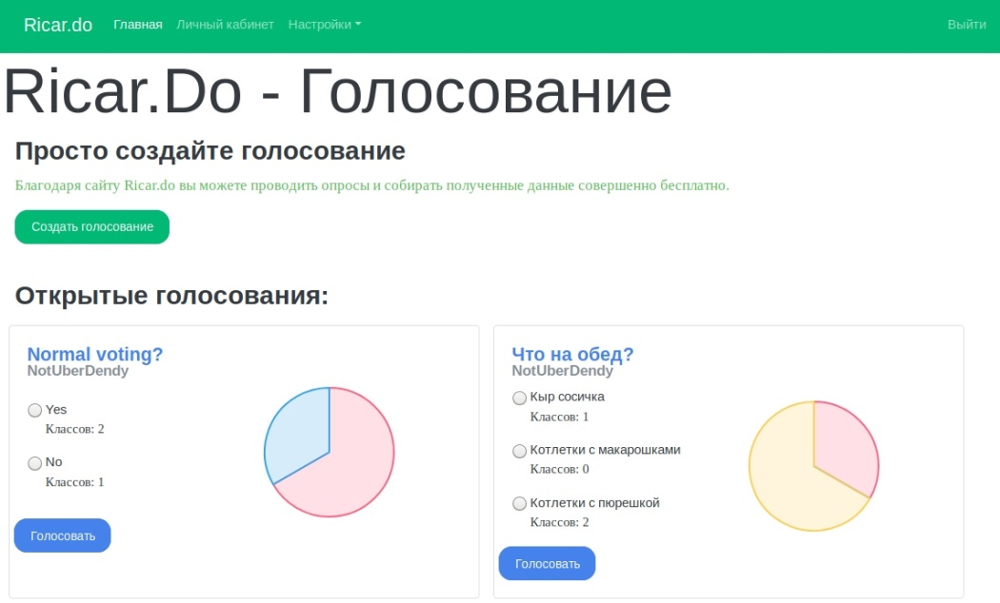 Ricar.do Главная Личный кабинет Настройки Выйти
Ricar.Do - Голосование
Просто создайте голосование
Благодаря сайту Ricar.do вы можете проводить опросы и собирать полученные данные совершенно бесплатно.
Создать голосование
Открытые голосования:
Normal voting?
NotUberDendy
Yes
Классов: 2
No
Классов: 1
Голосовать
Что на обед?
NotUberDendy
Кыр сосичка
Классов: 1
Котлетки с макарошками
Классов: 0
Котлетки с пюрешкой
Классов: 2
Голосовать